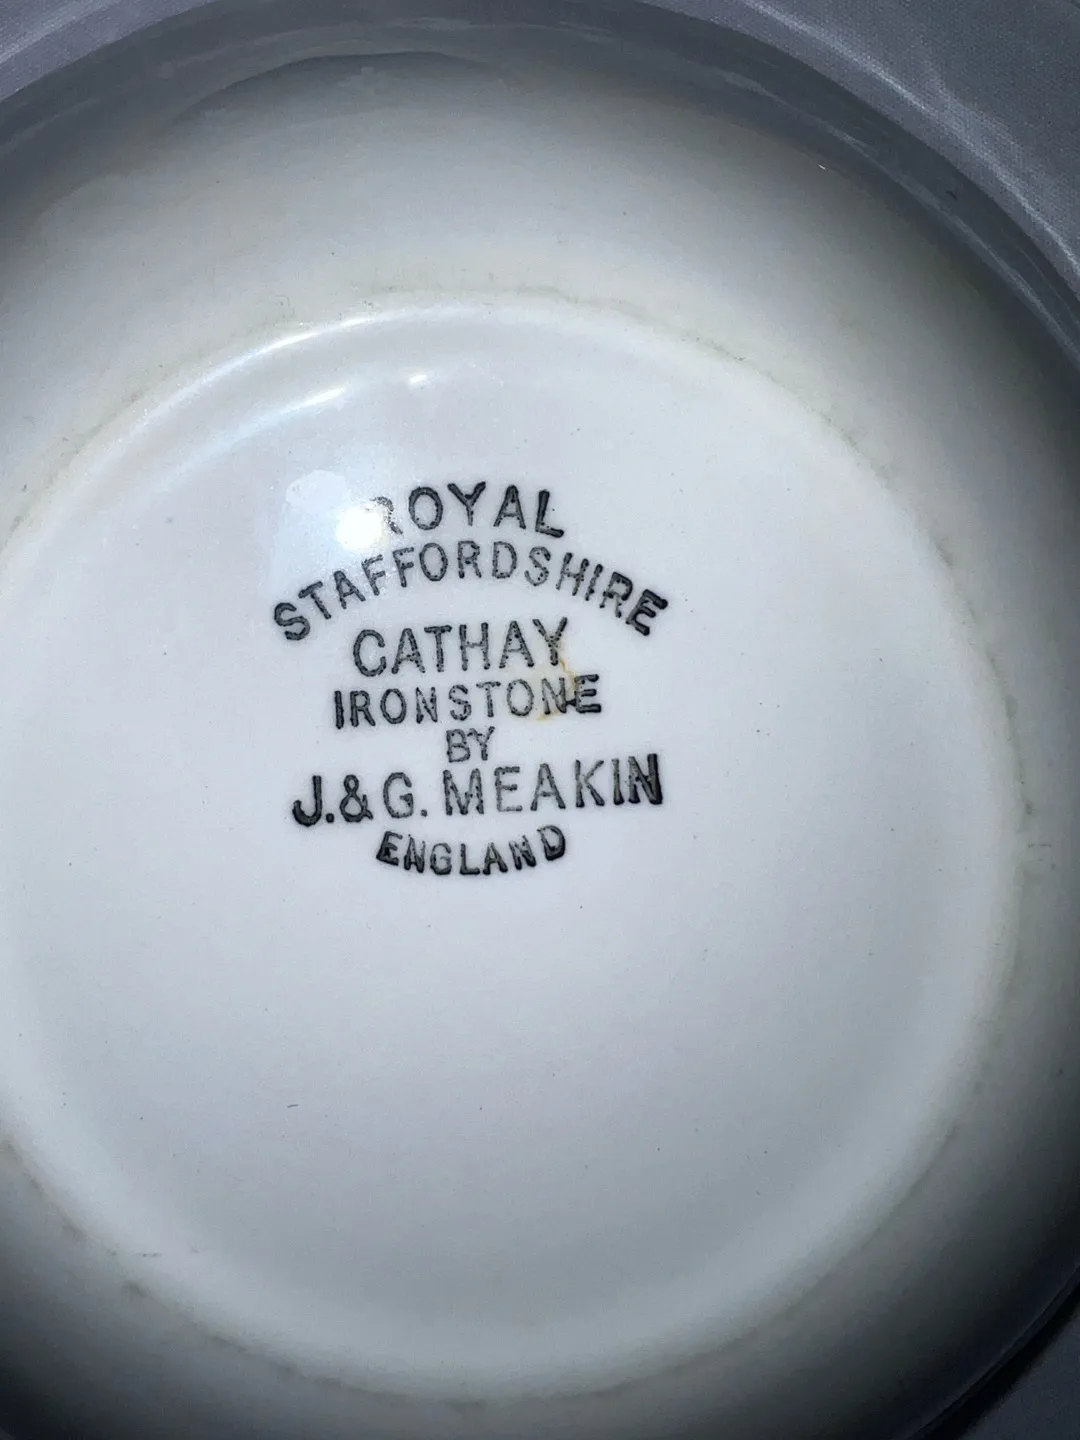 ROYAL
STAFFORDSHIRE
CATHAY
IRONSTONE
BY
J.&G. MEAKIN
ENGLAND